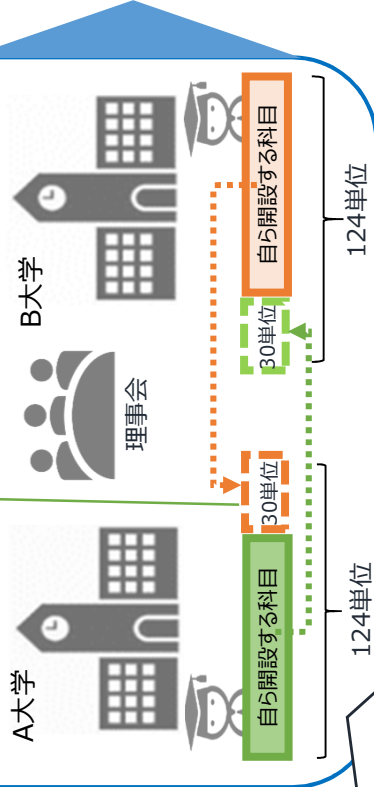 A大学
理事会
B大学
自ら開設する科目
30単位
30単位
自ら開設する科目
124単位
124単位